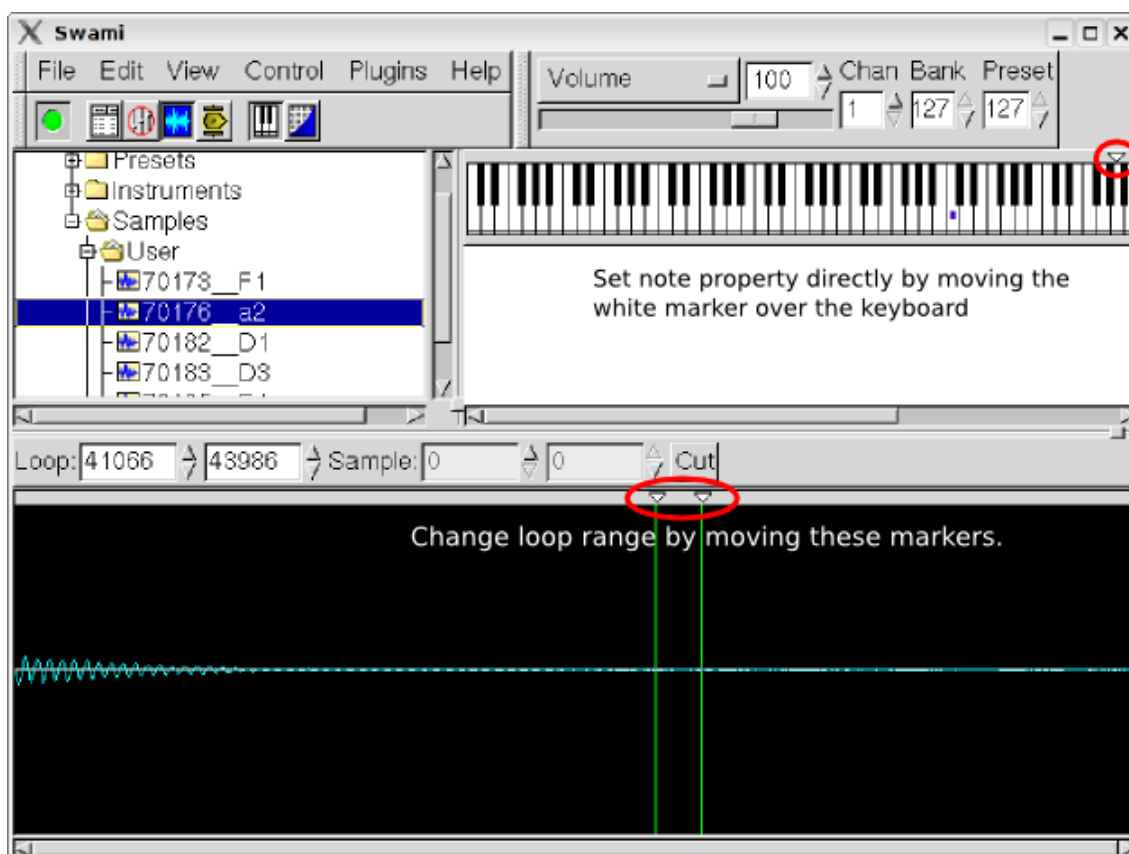 Swami
File Edit View Control Plugins Help
Volume 100 Chan Bank Preset
1 127 127
Presets
Instruments
Samples
User
70173__F1
70176__a2
70182__D1
70183__D3
Set note property directly by moving the
white marker over the keyboard
Loop: 41066 43986 Sample: 0 0 Cut
Change loop range by moving these markers.